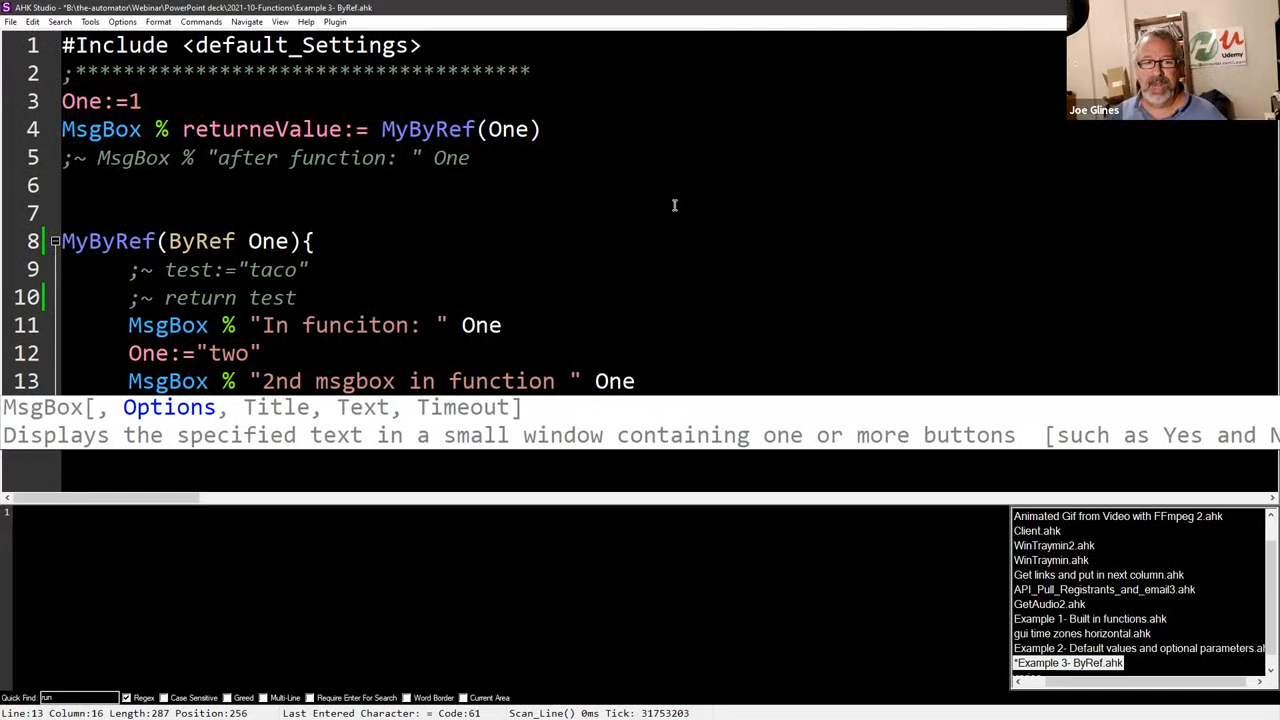 AHK Studio - *B:\the-automator\Webinar\PowerPoint deck\2021-10-Functions\Example 3- ByRef.ahk
File Edit Search Tools Options Format Commands Navigate View Help Plugin
1 #Include <default_Settings>
2 ;**************************************
3 One:=1
4 MsgBox % returneValue:= MyByRef(One)
5 ;~ MsgBox % "after function: " One
6
7
8 MyByRef(ByRef One){
9 ;~ test:="taco"
10 ;~ return test
11 MsgBox % "In funciton: " One
12 One:="two"
13 MsgBox % "2nd msgbox in function " One
MsgBox[, Options, Title, Text, Timeout]
Displays the specified text in a small window containing one or more buttons [such as Yes and N
Udemy
Joe Glines
1
Animated Gif from Video with FFmpeg 2.ahk
Client.ahk
WinTraymin2.ahk
WinTraymin.ahk
Get links and put in next column.ahk
API_Pull_Registrants_and_email3.ahk
GetAudio2.ahk
Example 1- Built in functions.ahk
gui time zones horizontal.ahk
Example 2- Default values and optional parameters.ah
*Example 3- ByRef.ahk
Quick Find: run Regex Case Sensitive Greed Multi-Line Require Enter For Search Word Border Current Area
Line:13 Column:16 Length:287 Position:256 Last Entered Character: = Code:61 Scan_Line() 0ms Tick: 31753203